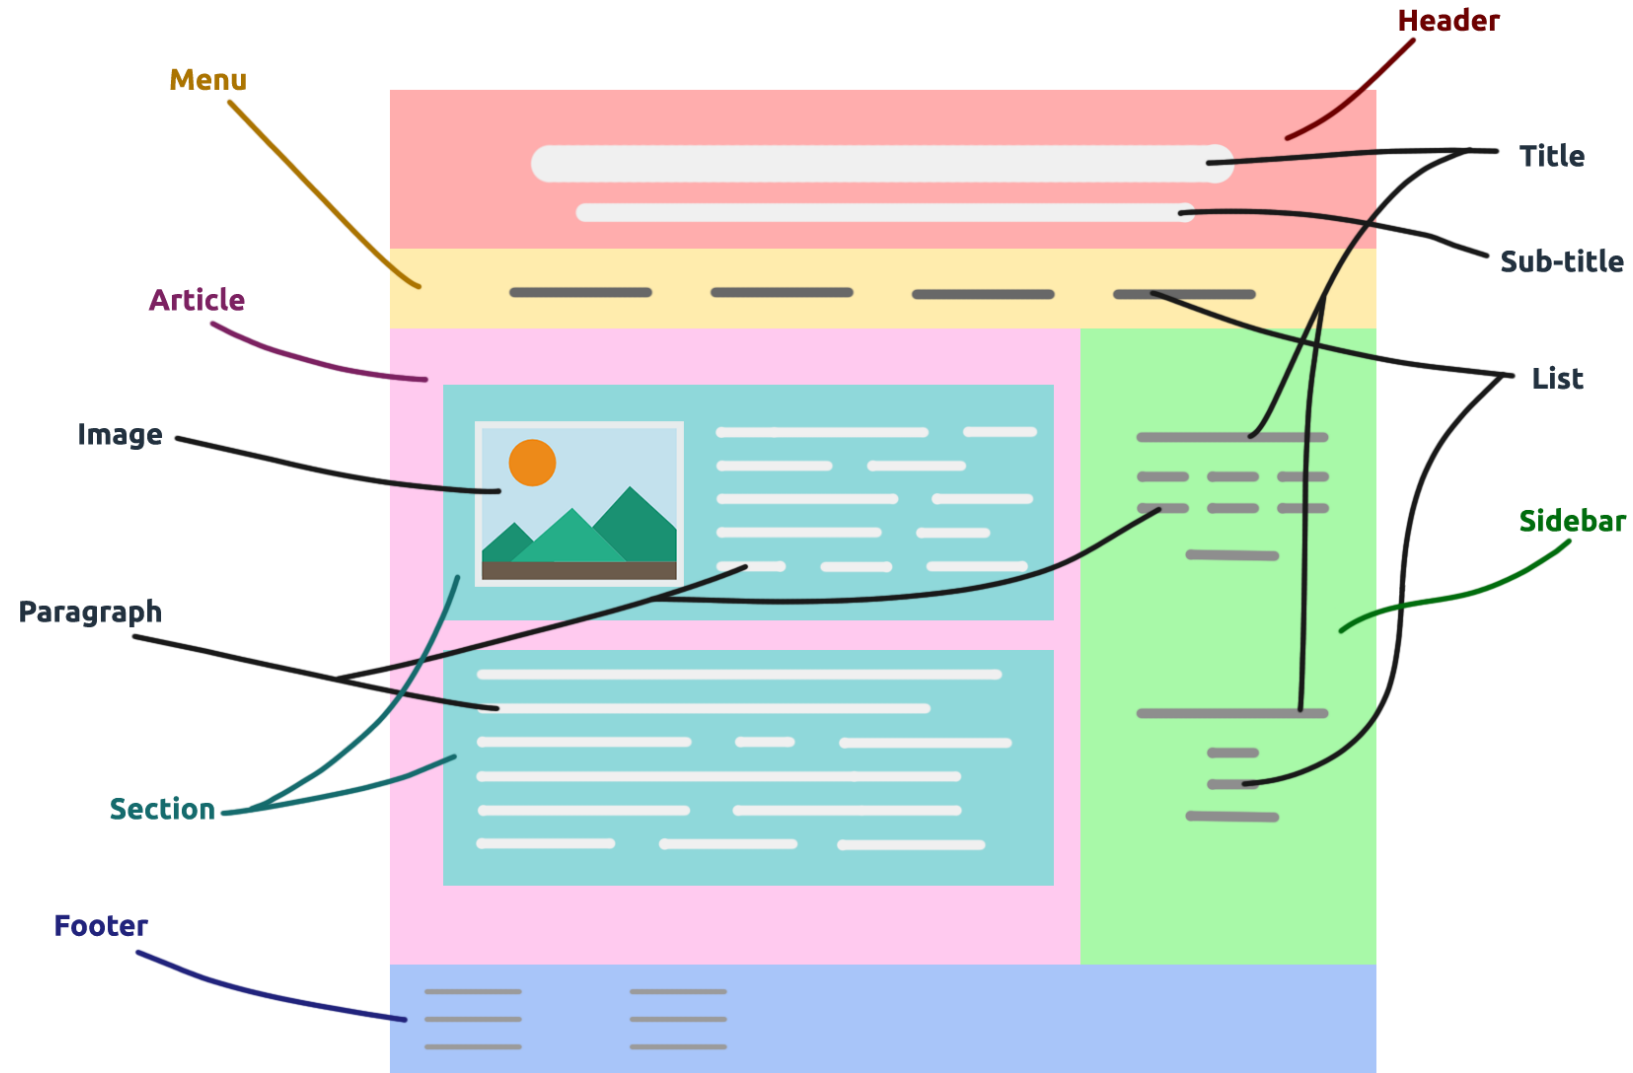 Header
Menu
Title
Sub-title
Article
List
Image
Sidebar
Paragraph
Section
Footer